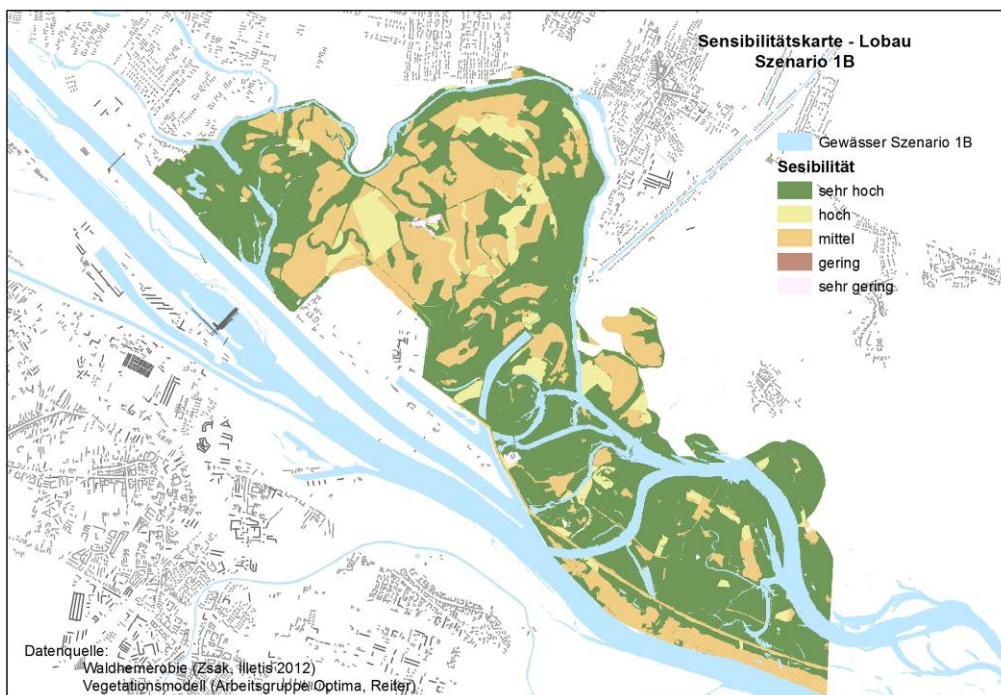 Sensibilitätskarte - Lobau
Szenario 1B
Gewässer Szenario 1B
Sesibilität
sehr hoch
hoch
mittel
gering
sehr gering
Datenquelle:
Waldhemerobie (Zsak, Illetis 2012)
Vegetationsmodell (Arbeitsgruppe Optima, Reiter)